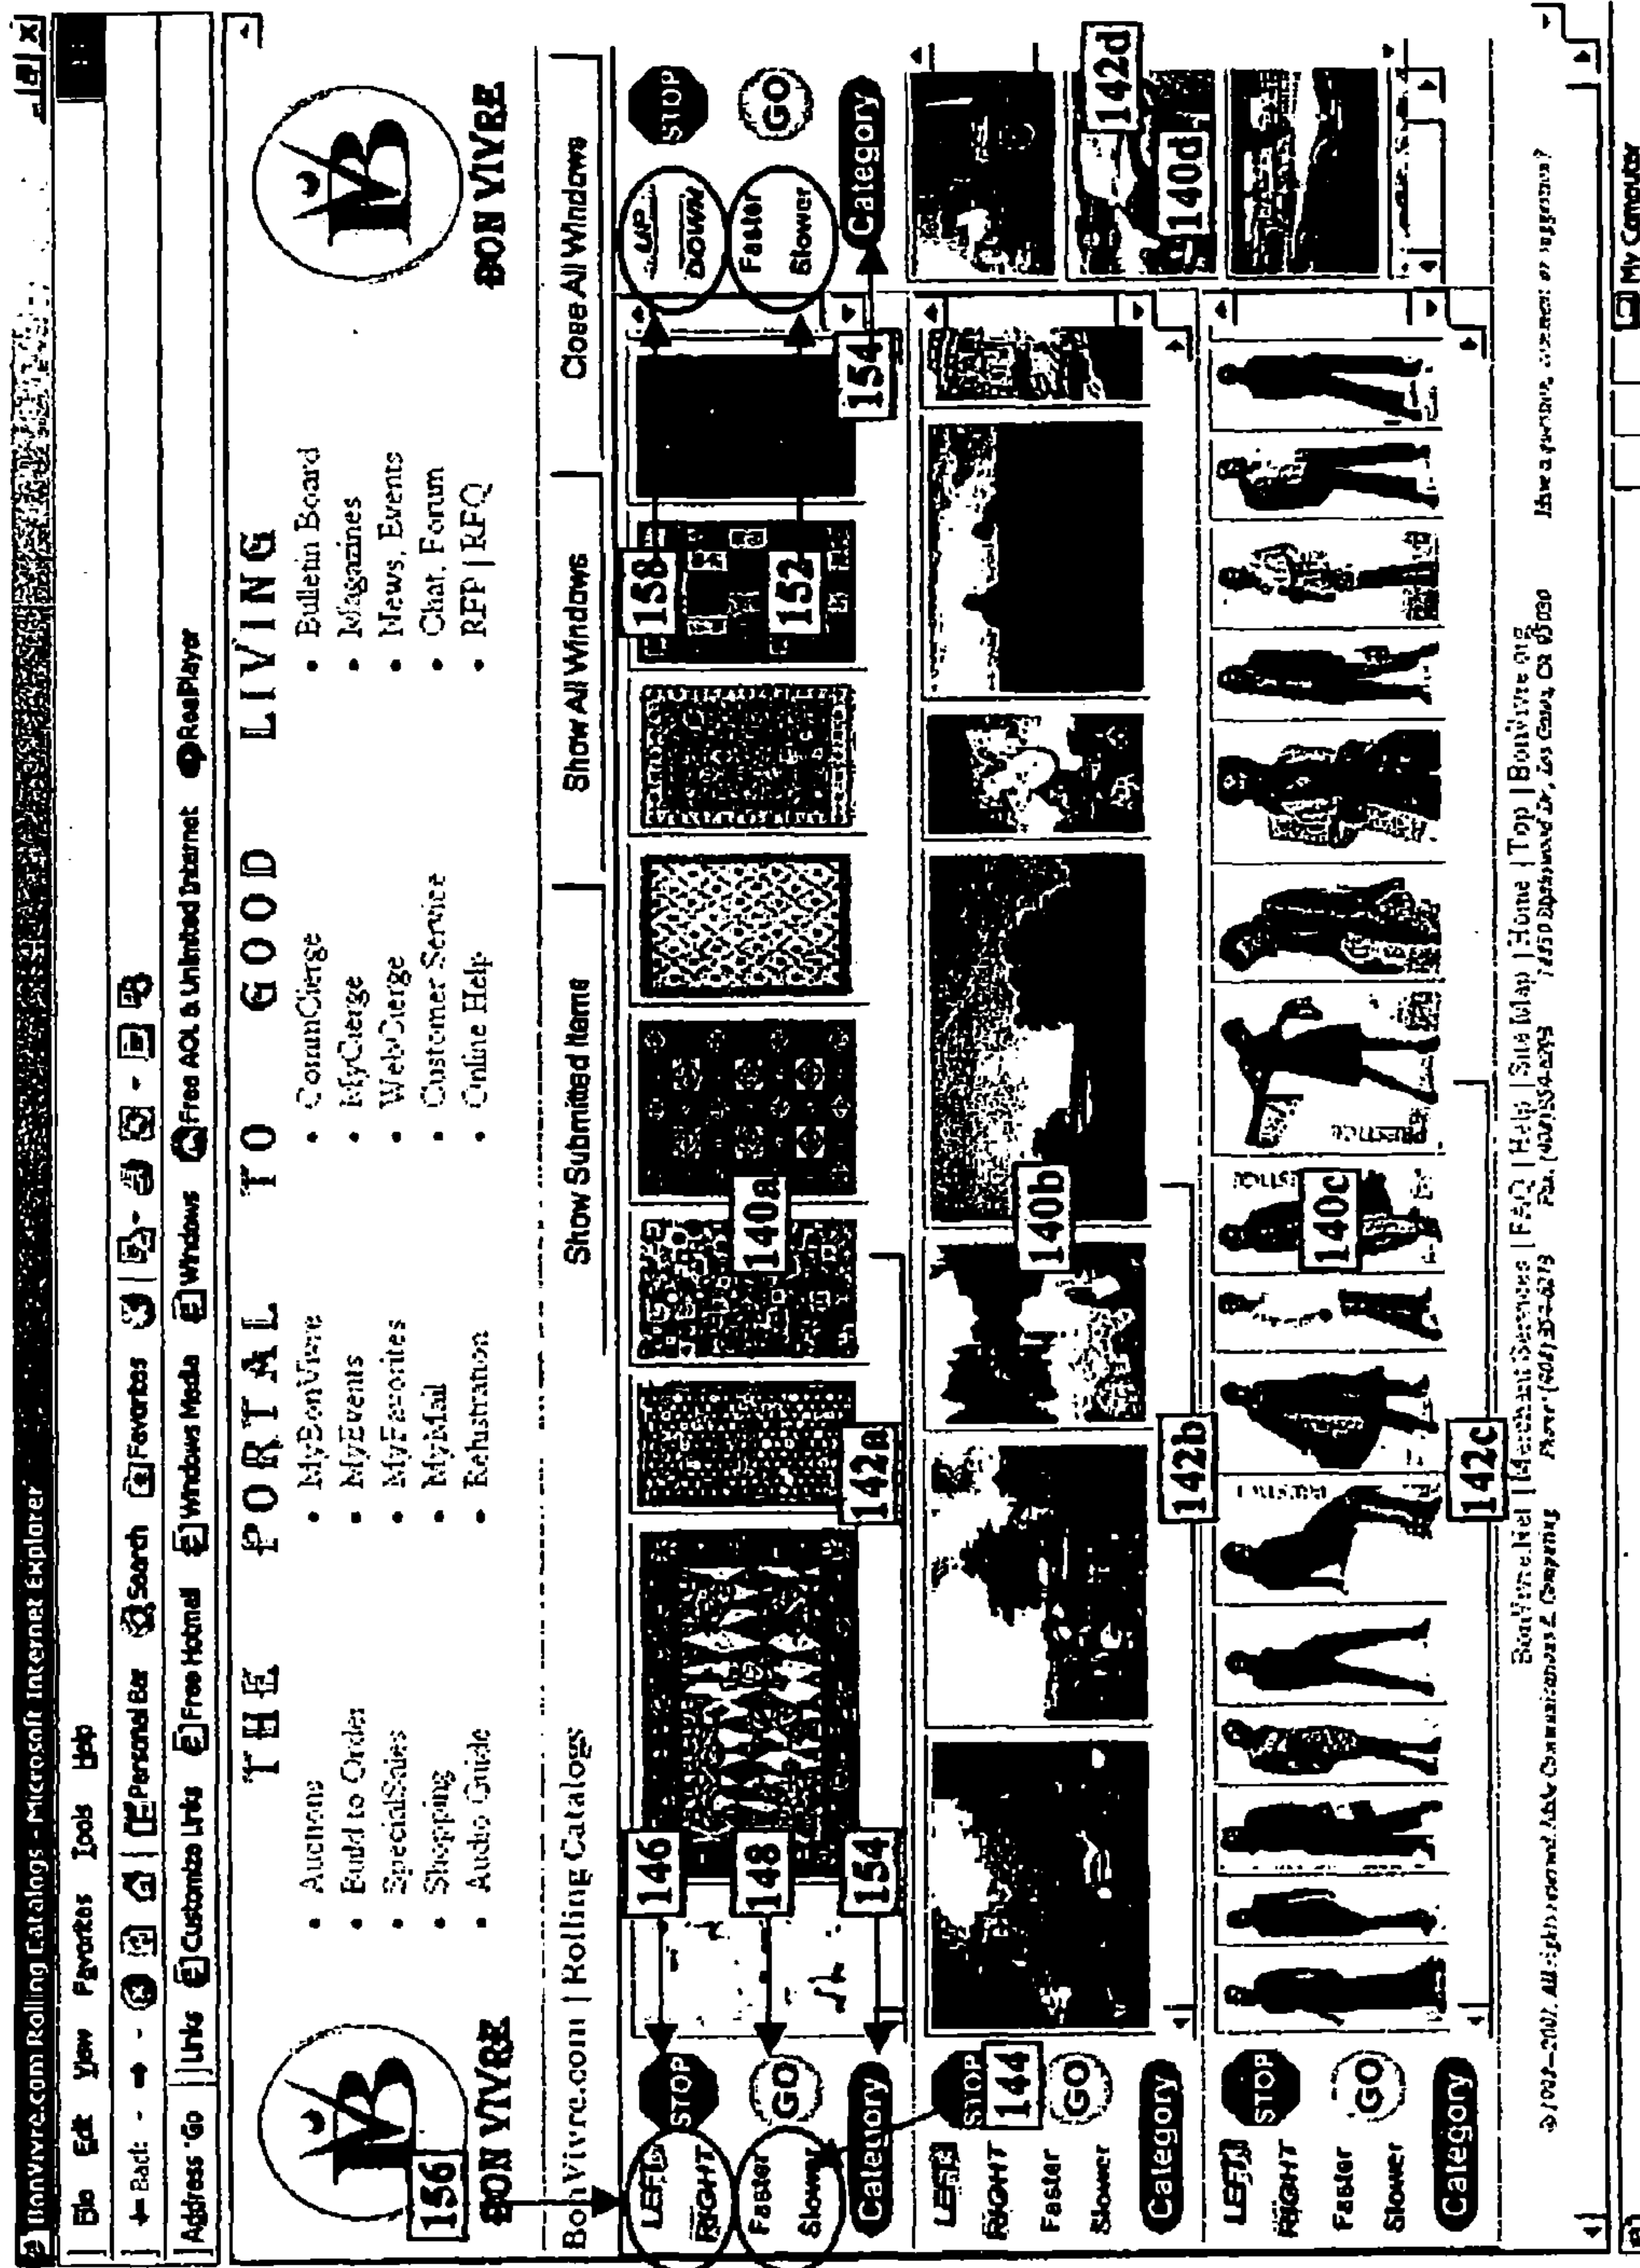 BonVivre.com Rolling Catalogs - Microsoft Internet Explorer
File Edit View Favorites Tools Help
Back Personal Bar Search Favorites
Address Go Links Customize Links Free Hotmail Windows Media Windows Free AOL & Unlimited Internet RealPlayer
THE PORTAL TO GOOD LIVING
BON VIVRE
156
• Auctions
• Build to Order
• SpecialSales
• Shopping
• Audio Guide
• MyBonVivre
• MyEvents
• MyFavorites
• MyMail
• CommCierge
• MyCierge
• WebCierge
• Customer Service
• Online Help
• Bulletin Board
• Magazines
• News, Events
• Chat, Forum
• RFP | RFQ
BON VIVRE
BonVivre.com | Rolling Catalogs
Show Submitted Items Show All Windows Close All Windows
LEFT STOP 146
RIGHT
Faster GO 148
Slower
Category 154
140a
142a
158 UP STOP
DOWN
152 Faster GO
Slower
154 Category
LEFT STOP
RIGHT 144
Faster GO
Slower
Category
140b
142b
142d
140d
LEFT STOP
RIGHT
Faster GO
Slower
Category
140c
142c
BonVivre.Net | Merchant Services | FAQ | Help | Site Map | Home | Top | BonVivre.org
Have a question, comment or suggestion?
My Computer